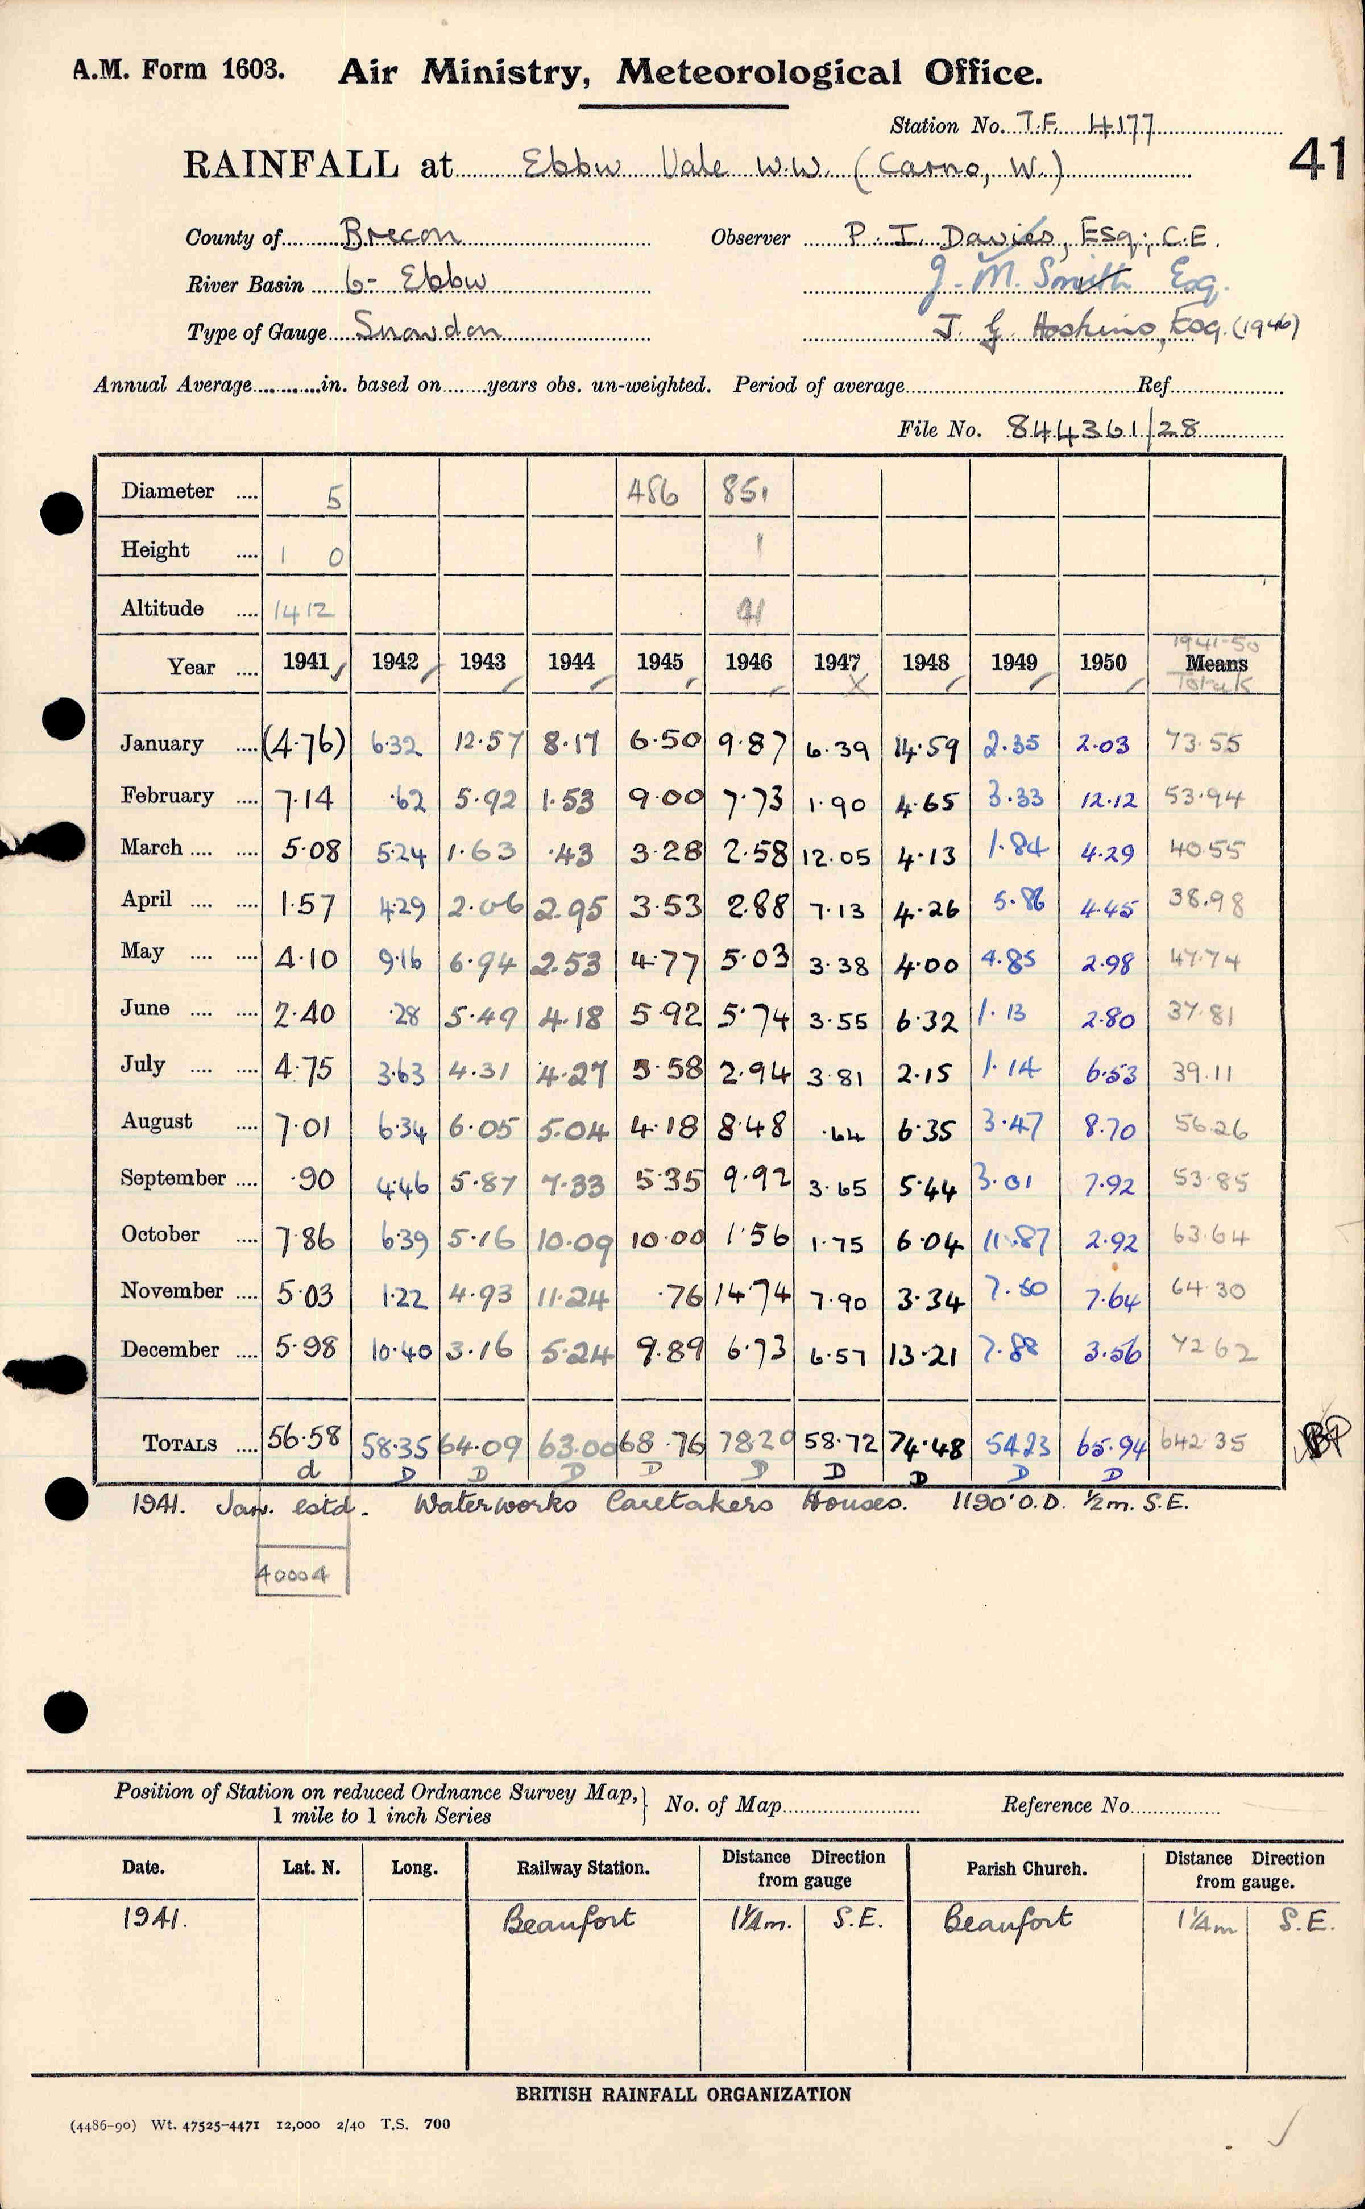 A.M. Form 1603. Air Ministry, Meteorological Office.
Station No. T.F. 4177
41
RAINFALL at Ebbw Vale W.W. (Carno, W.)
County of Brecon Observer P. I. Davies, Esq; C.E.
River Basin 6- Ebbw J. M. Smith Esq.
Type of Gauge Snowdon J. G. Hoskins, Esq. (1946)
Annual Average in. based on years obs. un-weighted. Period of average Ref
File No. 844361/28
Diameter 5 486 851
Height 1 0 1
Altitude 1412
1941-50
Year 1941 1942 1943 1944 1945 1946 1947 1948 1949 1950 Means
Totals
January (4.76) 6.32 12.57 8.17 6.50 9.87 6.39 14.59 2.35 2.03 73.55
February 7.14 .62 5.92 1.53 9.00 7.73 1.90 4.65 3.33 12.12 53.94
March 5.08 5.24 1.63 .43 3.28 2.58 12.05 4.13 1.84 4.29 40.55
April 1.57 4.29 2.06 2.95 3.53 2.88 7.13 4.26 5.86 4.45 38.98
May 4.10 9.16 6.94 2.53 4.77 5.03 3.38 4.00 4.85 2.98 47.74
June 2.40 .28 5.49 4.18 5.92 5.74 3.55 6.32 1.13 2.80 37.81
July 4.75 3.63 4.31 4.27 5.58 2.94 3.81 2.15 1.14 6.53 39.11
August 7.01 6.34 6.05 5.04 4.18 8.48 .64 6.35 3.47 8.70 56.26
September .90 4.46 5.87 7.33 5.35 9.92 3.65 5.44 3.01 7.92 53.85
October 7.86 6.39 5.16 10.09 10.00 1.56 1.75 6.04 11.87 2.92 63.64
November 5.03 1.22 4.93 11.24 .76 14.74 7.90 3.34 7.50 7.64 64.30
December 5.98 10.40 3.16 5.24 9.89 6.73 6.57 13.21 7.88 3.56 72.62
TOTALS 56.58 58.35 64.09 63.00 68.76 78.20 58.72 74.48 54.23 65.94 642.35
d D D D D D D D D D
1941. Jan. estd. Waterworks Caretakers Houses. 1190' O.D. ½m. S.E.
40004
Position of Station on reduced Ordnance Survey Map, No. of Map Reference No
1 mile to 1 inch Series
Date. Lat. N. Long. Railway Station. Distance Direction from gauge Parish Church. Distance Direction from gauge.
1941. Beaufort 1¼m. S.E. Beaufort 1¼m S.E.
BRITISH RAINFALL ORGANIZATION
(4486-90) Wt. 47525-4471 12,000 2/40 T.S. 700